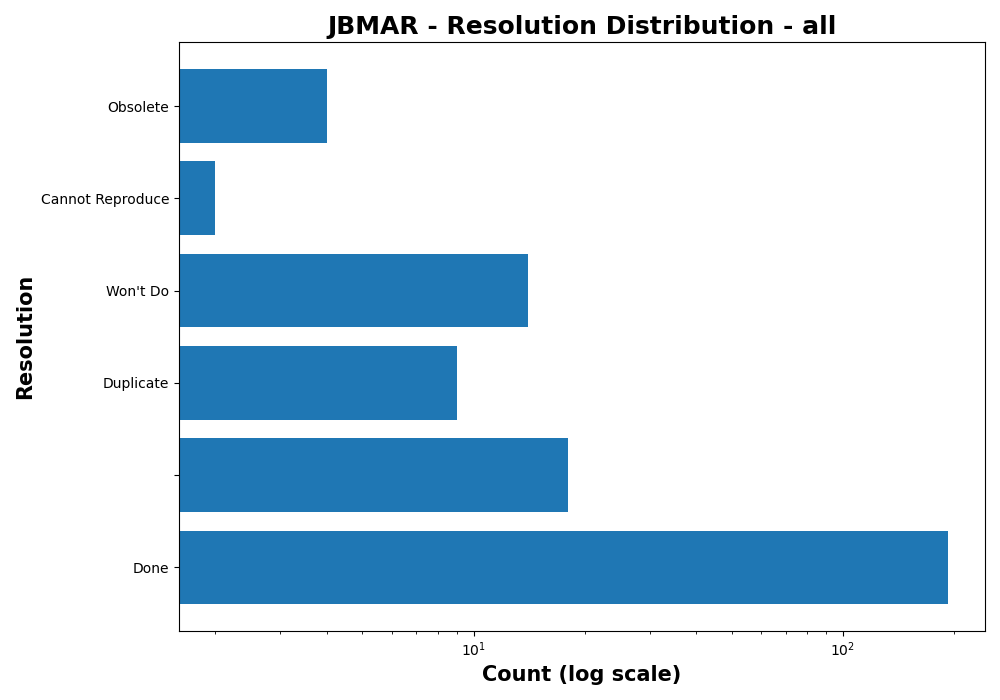 JBMAR - Resolution Distribution - all
Obsolete
Cannot Reproduce
Won't Do
Duplicate
Done
Resolution
10¹
10²
Count (log scale)